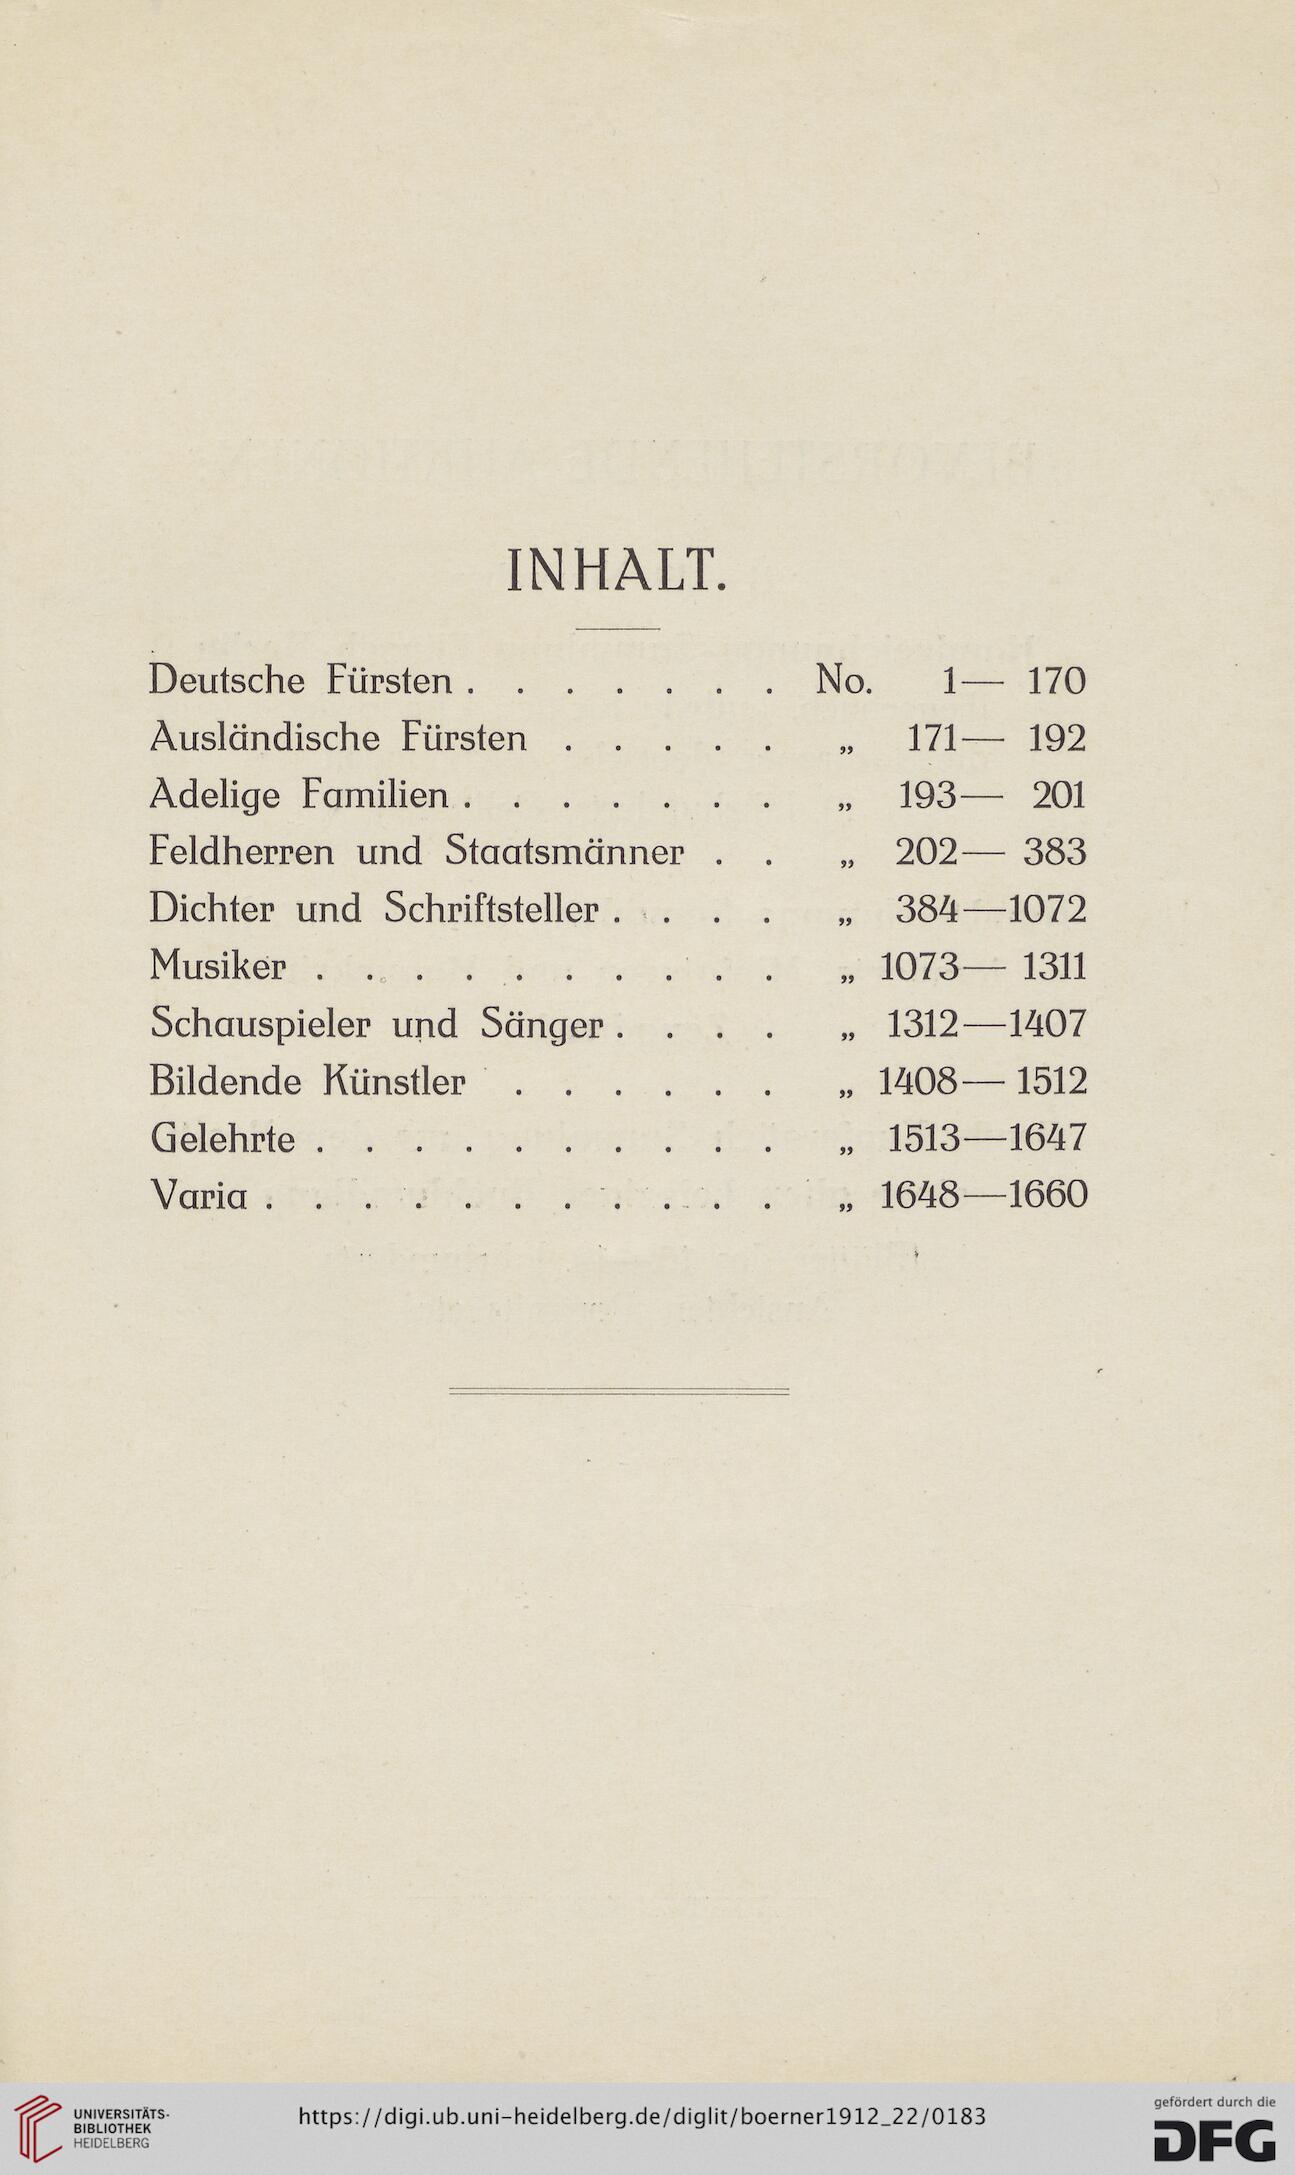 INHALT.
Deutsche Fürsten . . . . . . . No. 1— 170
Ausländische Fürsten . . . . . „ 171— 192
Adelige Familien . . . . . . . „ 193— 201
Feldherren und Staatsmänner . . „ 202— 383
Dichter und Schriftsteller . . . . „ 384—1072
Musiker . . . . . . . . . . „ 1073— 1311
Schauspieler und Sänger . . . . „ 1312—1407
Bildende Künstler . . . . . . „ 1408— 1512
Gelehrte . . . . . . . . . . „ 1513—1647
Varia . . . . . . . . . . . „ 1648—1660
UNIVERSITÄTS-
BIBLIOTHEK
HEIDELBERG
https://digi.ub.uni-heidelberg.de/diglit/boerner1912_22/0183
gefördert durch die
DFG